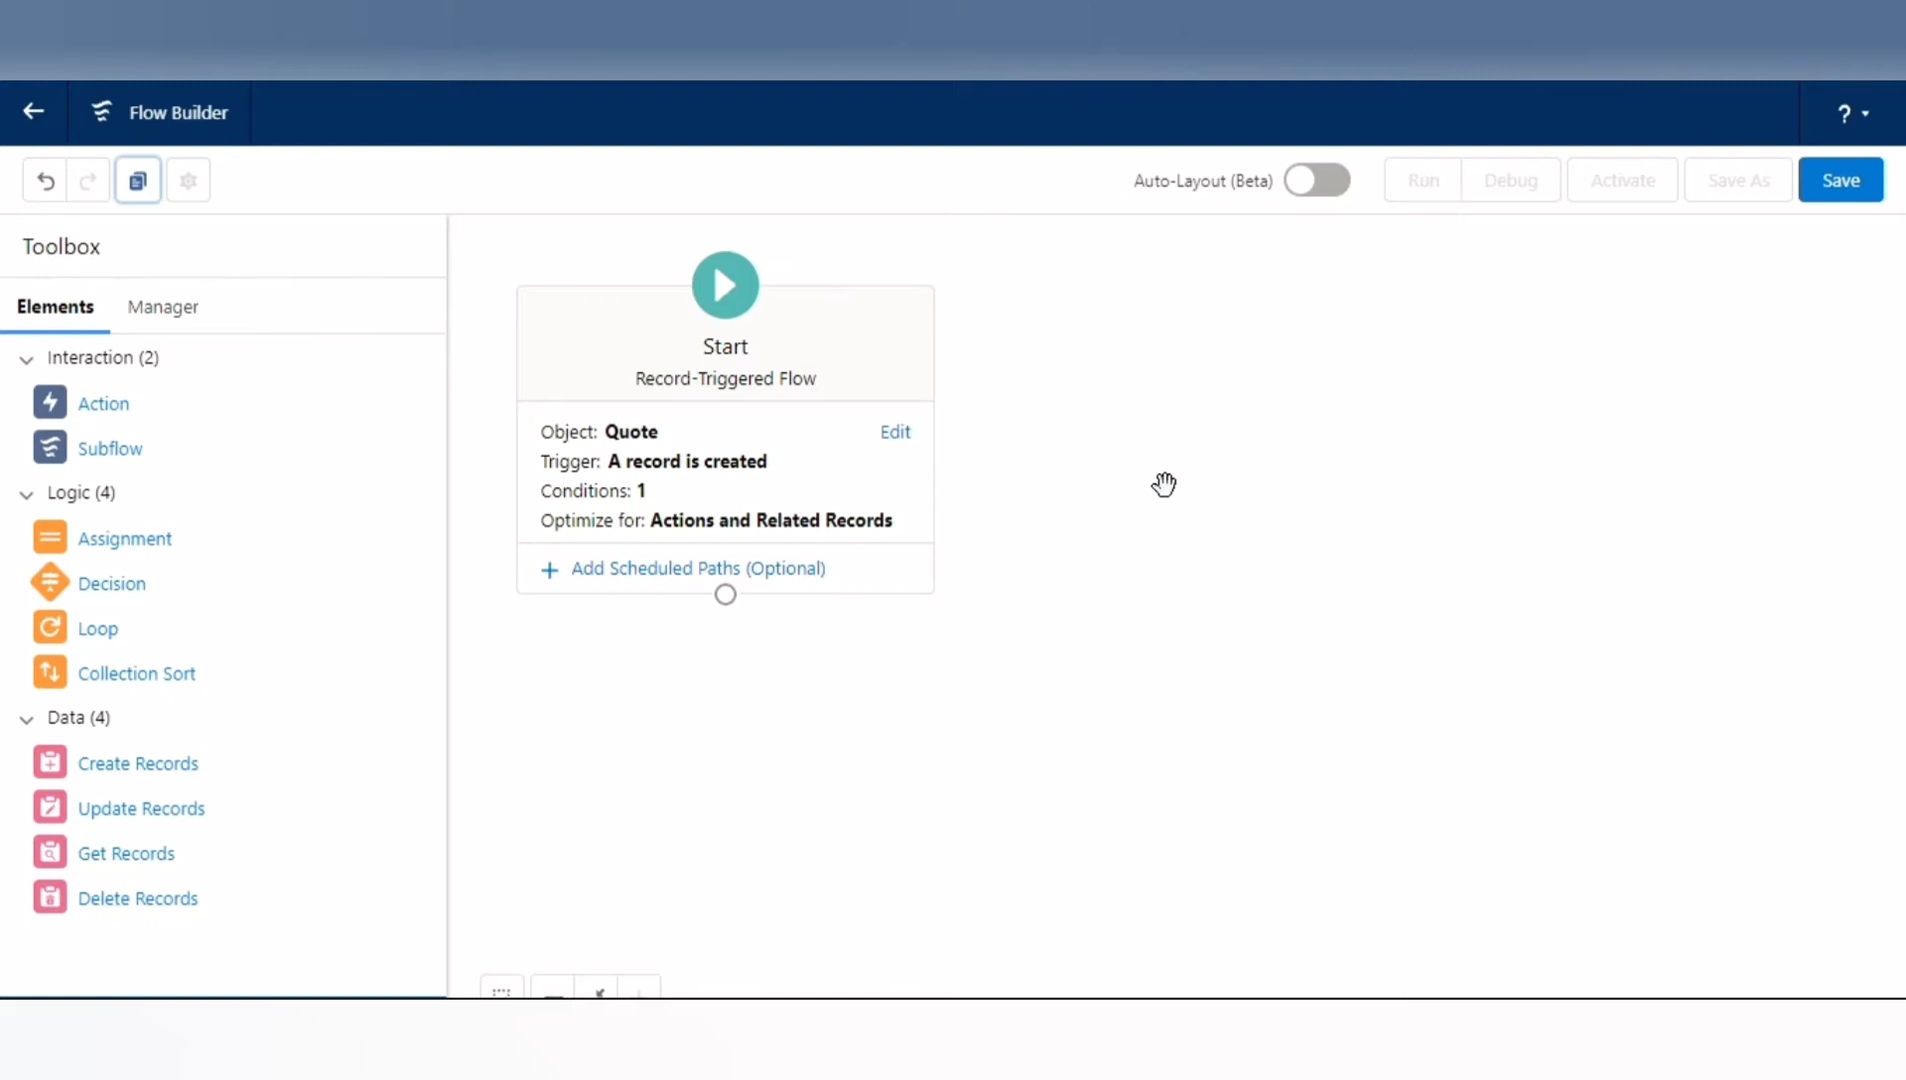 Flow Builder
?
Auto-Layout (Beta)
Run
Debug
Activate
Save As
Save
Toolbox
Elements
Manager
Interaction (2)
Action
Subflow
Logic (4)
Assignment
Decision
Loop
Collection Sort
Data (4)
Create Records
Update Records
Get Records
Delete Records
Start
Record-Triggered Flow
Object: Quote
Edit
Trigger: A record is created
Conditions: 1
Optimize for: Actions and Related Records
+ Add Scheduled Paths (Optional)